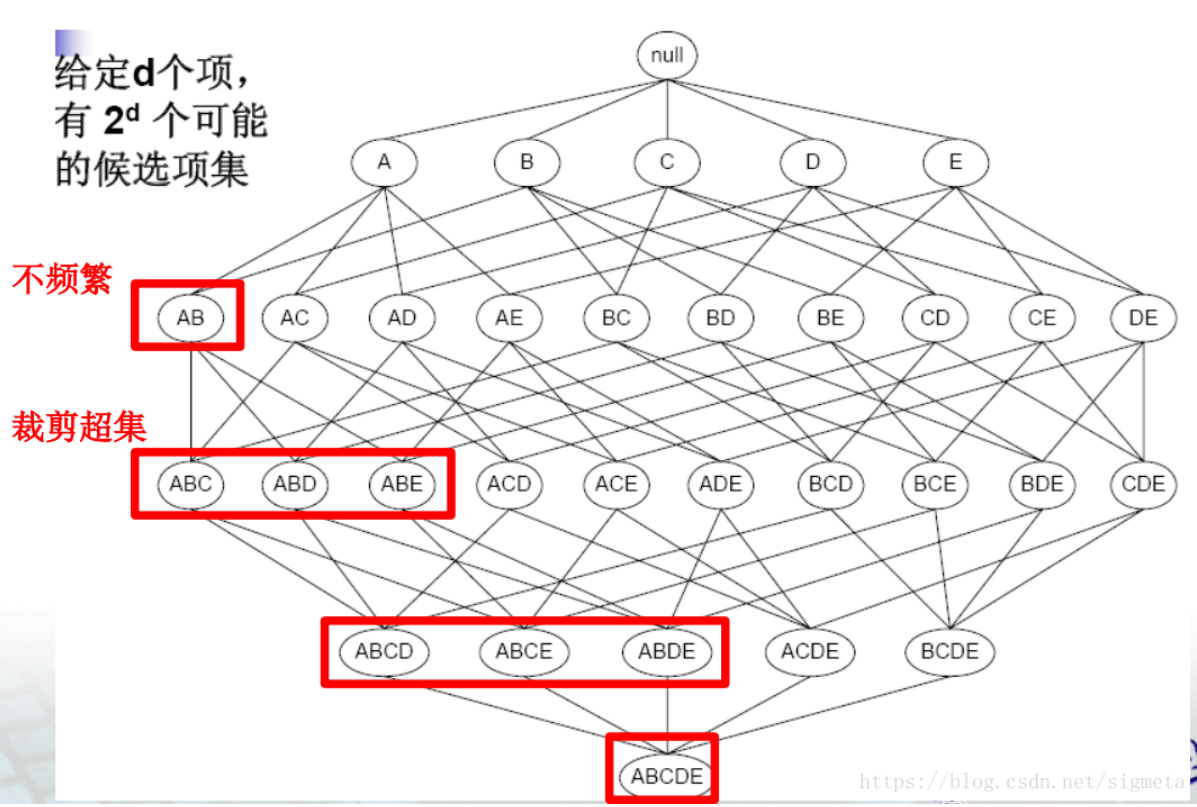 给定d个项，
有 2ᵈ 个可能
的候选项集
null
A B C D E
不频繁
AB AC AD AE BC BD BE CD CE DE
裁剪超集
ABC ABD ABE ACD ACE ADE BCD BCE BDE CDE
ABCD ABCE ABDE ACDE BCDE
ABCDE
https://blog.csdn.net/sigmeta